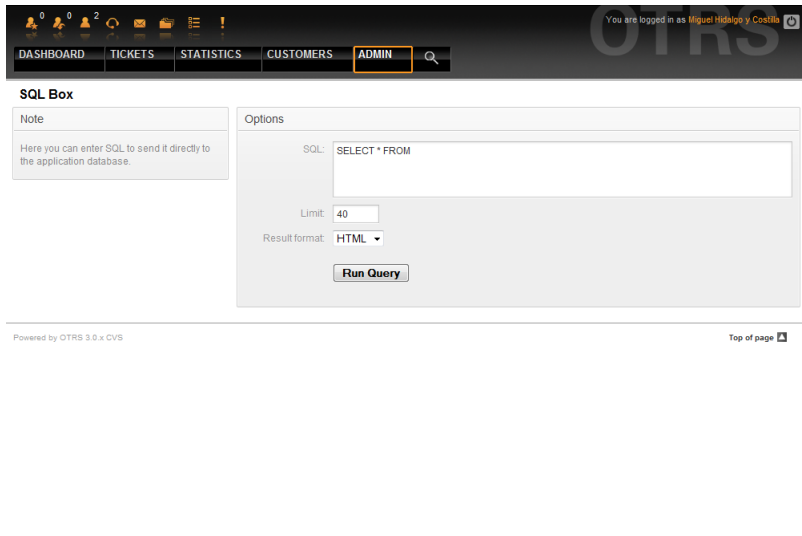 0 0 2
You are logged in as Miguel Hidalgo y Costilla
OTRS
DASHBOARD TICKETS STATISTICS CUSTOMERS ADMIN
SQL Box
Note
Here you can enter SQL to send it directly to
the application database.
Options
SQL: SELECT * FROM
Limit: 40
Result format: HTML
Run Query
Powered by OTRS 3.0.x CVS
Top of page